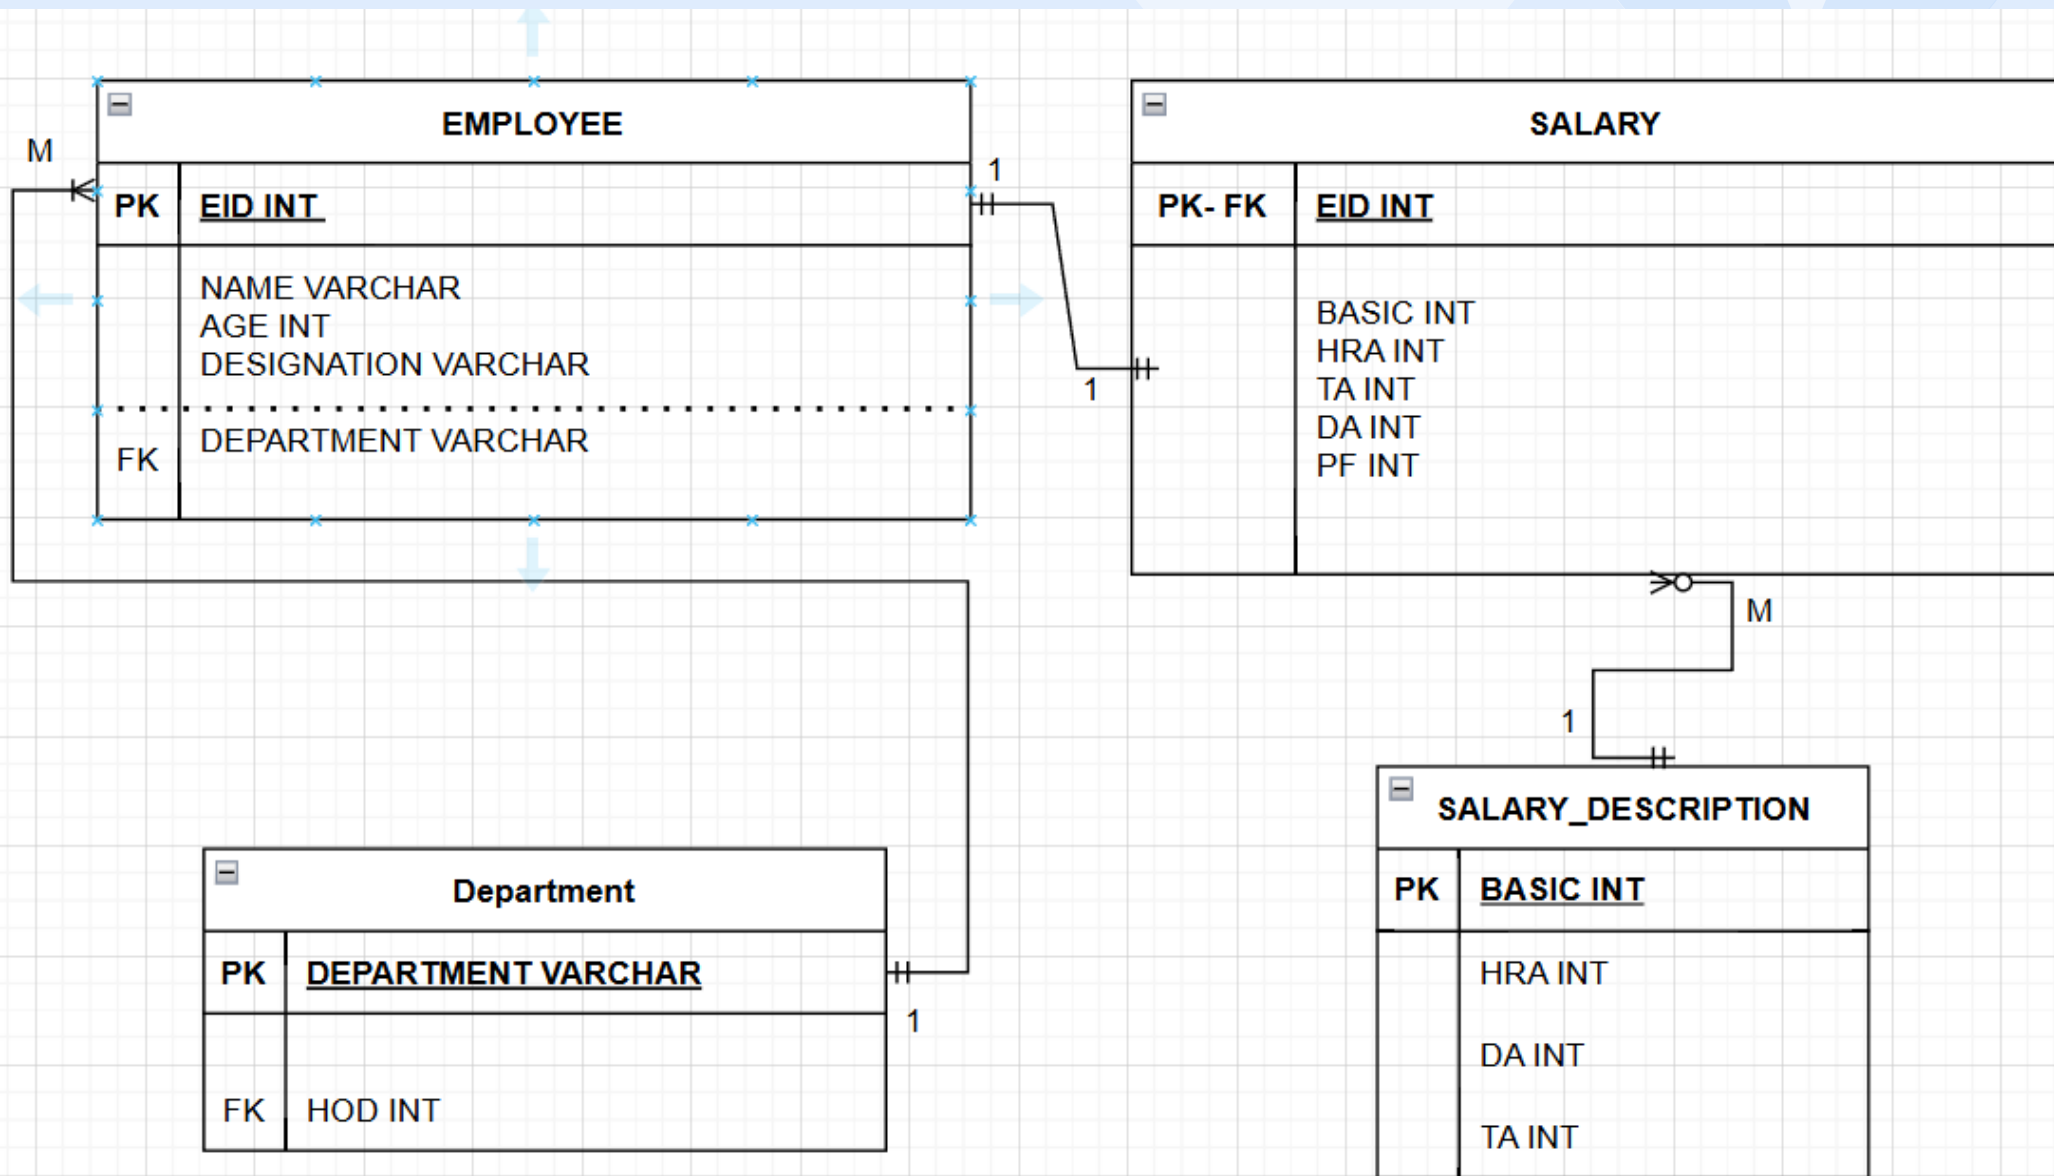 EMPLOYEE
M
PK
EID INT
NAME VARCHAR
AGE INT
DESIGNATION VARCHAR
FK
DEPARTMENT VARCHAR
1
1
SALARY
PK- FK
EID INT
BASIC INT
HRA INT
TA INT
DA INT
PF INT
M
1
Department
PK
DEPARTMENT VARCHAR
1
FK
HOD INT
SALARY_DESCRIPTION
PK
BASIC INT
HRA INT
DA INT
TA INT